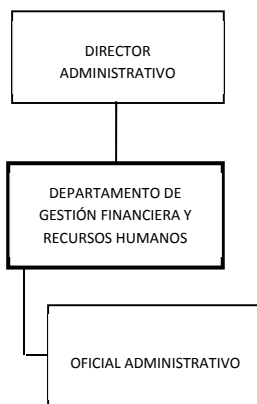 DIRECTOR
ADMINISTRATIVO
DEPARTAMENTO DE
GESTIÓN FINANCIERA Y
RECURSOS HUMANOS
OFICIAL ADMINISTRATIVO